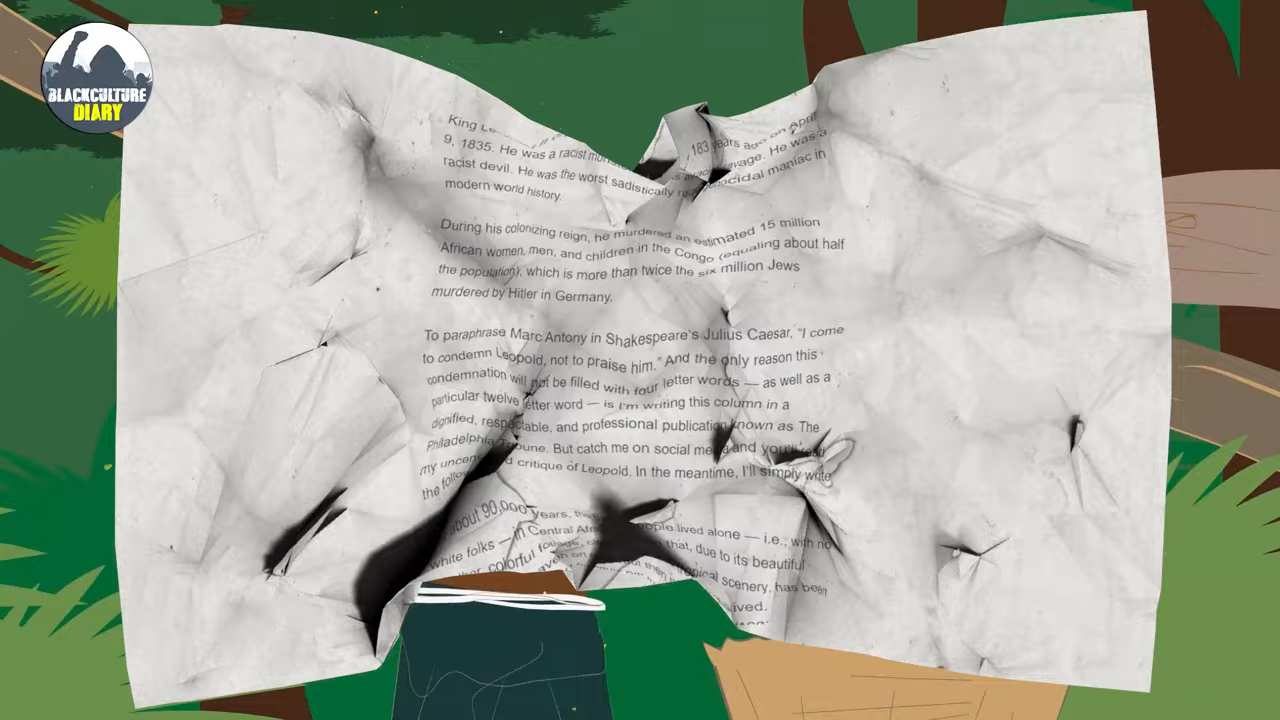 BLACKCULTURE
DIARY
King 183 years ago on April
9, 1835. He was a racist He was a
racist devil. He was the worst sadistically maniac in
modern world history.
During his colonizing reign, he murdered an estimated 15 million
African women, men, and children in the Congo (equaling about half
the population), which is more than twice the six million Jews
murdered by Hitler in Germany.
To paraphrase Marc Antony in Shakespeare's Julius Caesar, "I come
to condemn Leopold, not to praise him." And the only reason this
condemnation will not be filled with four letter words — as well as a
particular twelve letter word — is I'm writing this column in a
dignified, respectable, and professional publication known as The
Philadelphia Tribune. But catch me on social and
my critique of Leopold. In the meantime, I'll simply write
the
about 90,000 years, lived alone — i.e., with no
white folks — in Central that, due to its beautiful
colorful scenery, has been